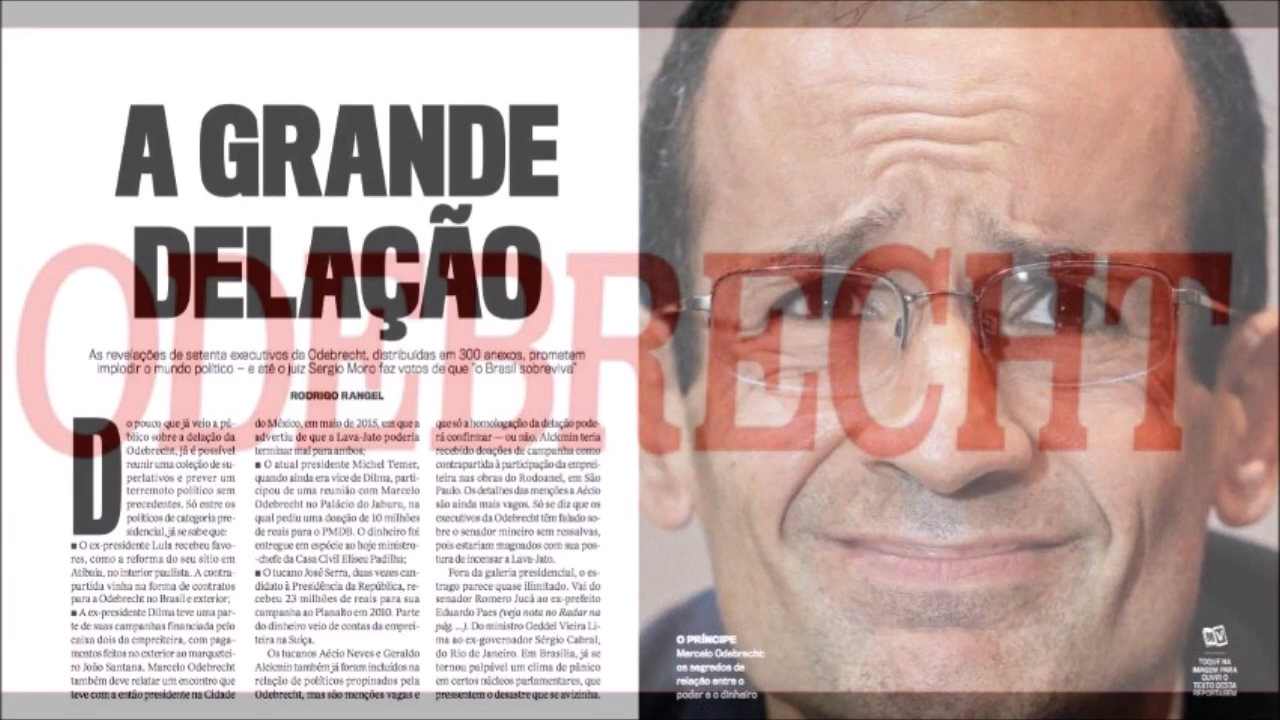 A GRANDE
DELAÇÃO
ODEBRECHT
As revelações de setenta executivos da Odebrecht, distribuídas em 300 anexos, prometem
implodir o mundo político – e até o juiz Sergio Moro faz votos de que "o Brasil sobreviva"
RODRIGO RANGEL
Do pouco que já veio a pú-
blico sobre a delação da
Odebrecht, já é possível
reunir uma coleção de su-
perlativos e prever um
terremoto político sem
precedentes. Só entre os
políticos de categoria pre-
sidencial, já se sabe que:
■ O ex-presidente Lula recebeu favo-
res, como a reforma do seu sítio em
Atibaia, no interior paulista. A contra-
partida vinha na forma de contratos
para a Odebrecht no Brasil e exterior;
■ A ex-presidente Dilma teve uma par-
te de suas campanhas financiada pelo
caixa dois da empreiteira, com paga-
mentos feitos no exterior ao marquetei-
ro João Santana. Marcelo Odebrecht
também deve relatar um encontro que
teve com a então presidente na Cidade
do México, em maio de 2015, em que a
advertiu de que a Lava-Jato poderia
terminar mal para ambos;
■ O atual presidente Michel Temer,
quando ainda era vice de Dilma, parti-
cipou de uma reunião com Marcelo
Odebrecht no Palácio do Jaburu, na
qual pediu uma doação de 10 milhões
de reais para o PMDB. O dinheiro foi
entregue em espécie ao hoje ministro-
-chefe da Casa Civil Eliseu Padilha;
■ O tucano José Serra, duas vezes can-
didato à Presidência da República, re-
cebeu 23 milhões de reais para sua
campanha ao Planalto em 2010. Parte
do dinheiro veio de contas da emprei-
teira na Suíça.
Os tucanos Aécio Neves e Geraldo
Alckmin também já foram incluídos na
relação de políticos propinados pela
Odebrecht, mas são menções vagas e
que só a homologação da delação pode-
rá confirmar — ou não. Alckmin teria
recebido doações de campanha como
contrapartida à participação da emprei-
teira nas obras do Rodoanel, em São
Paulo. Os detalhes das menções a Aécio
são ainda mais vagos. Só se diz que os
executivos da Odebrecht têm falado so-
bre o senador mineiro sem ressalvas,
pois estariam magoados com sua pos-
tura de incensar a Lava-Jato.
Fora da galeria presidencial, o es-
trago parece quase ilimitado. Vai do
senador Romero Jucá ao ex-prefeito
Eduardo Paes (veja nota no Radar na
pág. ...). Do ministro Geddel Vieira Li-
ma ao ex-governador Sérgio Cabral,
do Rio de Janeiro. Em Brasília, já se
tornou palpável um clima de pânico
em certos núcleos parlamentares, que
pressentem o desastre que se avizinha.
O PRÍNCIPE
Marcelo Odebrecht:
os segredos da
relação entre o
poder e o dinheiro
TOQUE NA
IMAGEM PARA
OUVIR O
TEXTO DESTA
REPORTAGEM